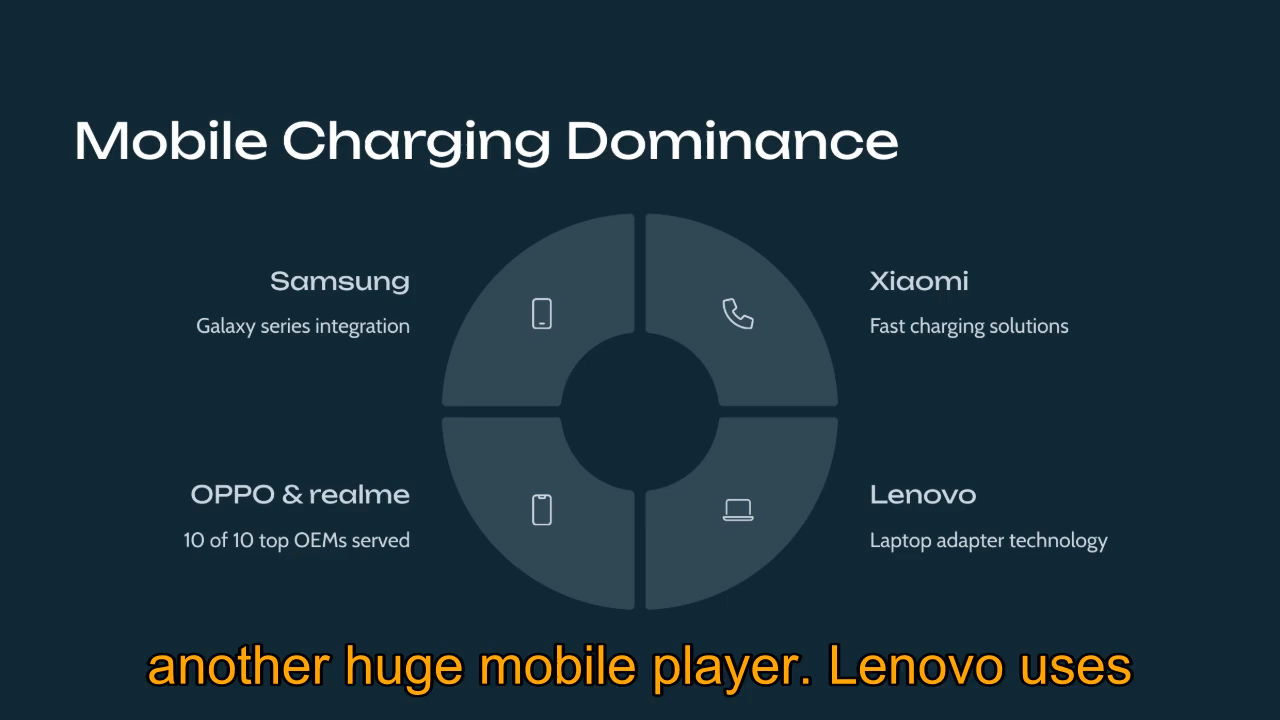 Mobile Charging Dominance
Samsung
Galaxy series integration
Xiaomi
Fast charging solutions
OPPO & realme
10 of 10 top OEMs served
Lenovo
Laptop adapter technology
another huge mobile player. Lenovo uses